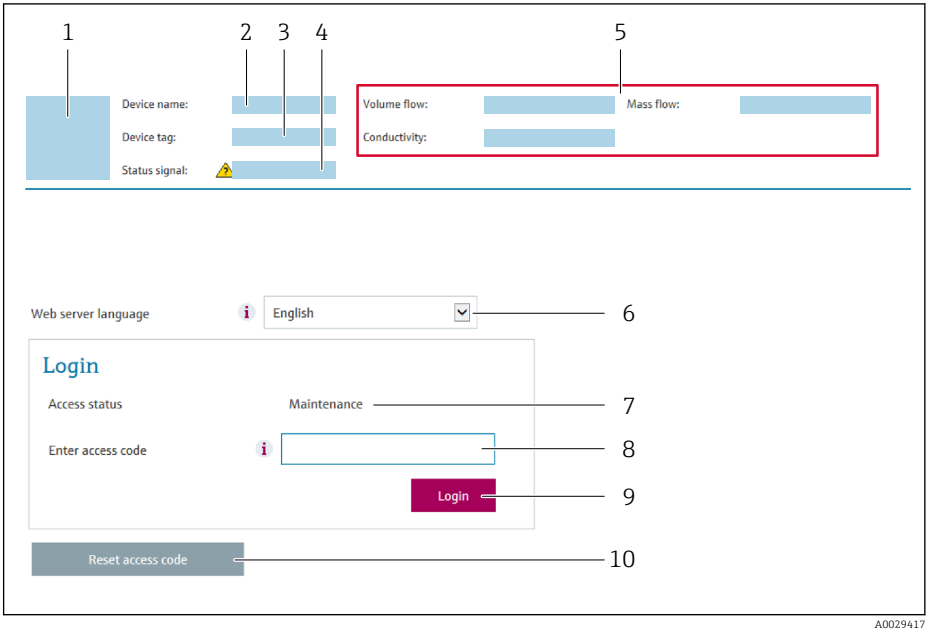 1 2 3 4 5
Device name: Volume flow: Mass flow:
Device tag: Conductivity:
Status signal: ?
Web server language i English 6
Login
Access status Maintenance 7
Enter access code i 8
Login 9
Reset access code 10
A0029417